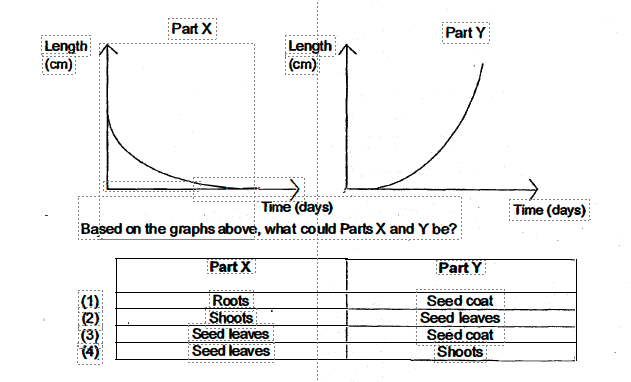 Part X
Part Y
Length
(cm)
Length
(cm)
Time (days)
Time (days)
Based on the graphs above, what could Parts X and Y be?
Part X Part Y
(1) Roots Seed coat
(2) Shoots Seed leaves
(3) Seed leaves Seed coat
(4) Seed leaves Shoots